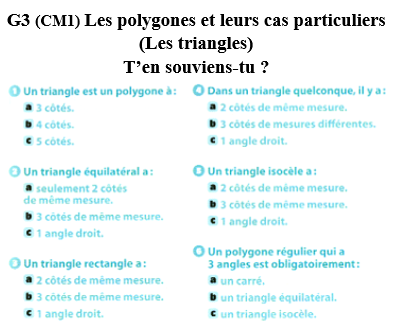 G3 (CM1) Les polygones et leurs cas particuliers
(Les triangles)
T'en souviens-tu ?
1 Un triangle est un polygone à :
a 3 côtés.
b 4 côtés.
c 5 côtés.
2 Un triangle équilatéral a :
a seulement 2 côtés
de même mesure.
b 3 côtés de même mesure.
c 1 angle droit.
3 Un triangle rectangle a :
a 2 côtés de même mesure.
b 3 côtés de même mesure.
c 1 angle droit.
4 Dans un triangle quelconque, il y a :
a 2 côtés de même mesure.
b 3 côtés de mesures différentes.
c 1 angle droit.
5 Un triangle isocèle a :
a 2 côtés de même mesure.
b 3 côtés de même mesure.
c 1 angle droit.
6 Un polygone régulier qui a
3 angles est obligatoirement :
a un carré.
b un triangle équilatéral.
c un triangle isocèle.